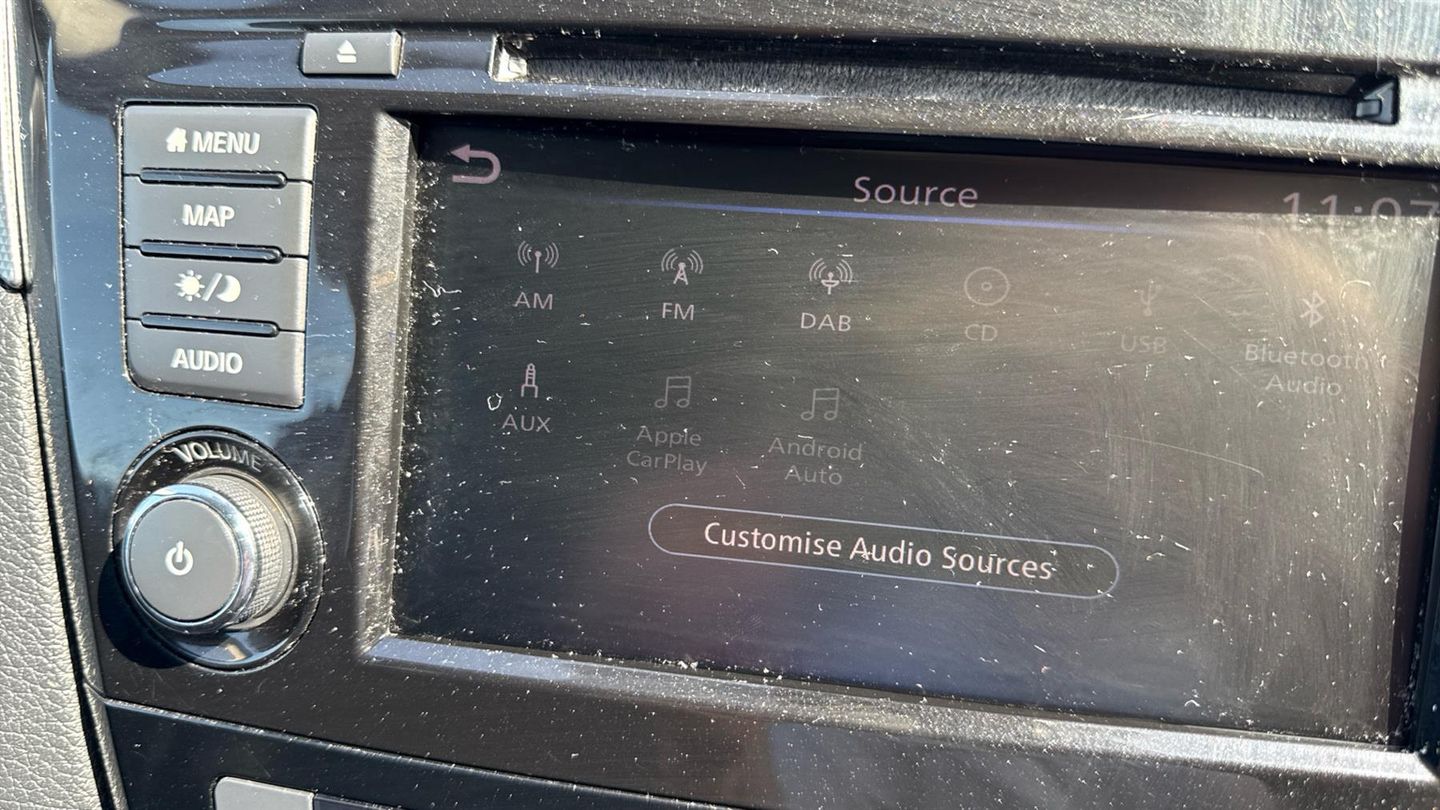 MENU
MAP
AUDIO
VOLUME
Source
11:07
AM
FM
DAB
CD
USB
Bluetooth
Audio
AUX
Apple
CarPlay
Android
Auto
Customise Audio Sources